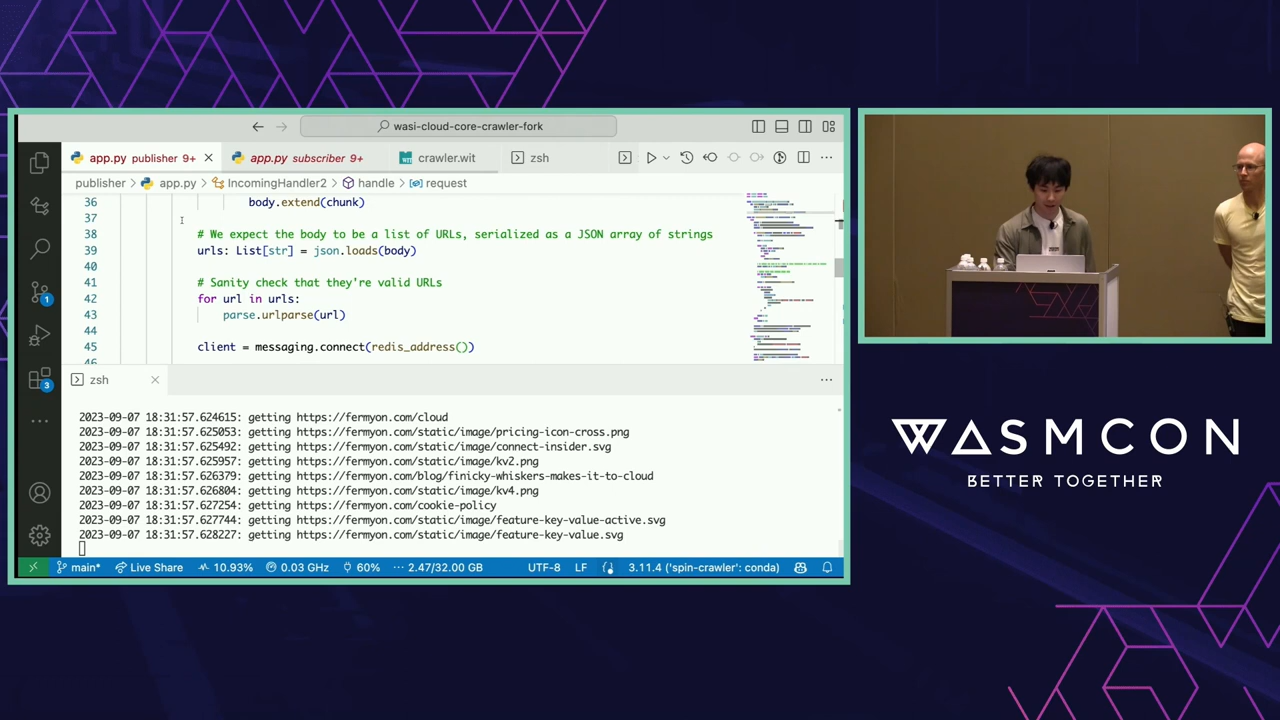 wasi-cloud-core-crawler-fork
app.py publisher 9+
app.py subscriber 9+
crawler.wit
zsh
publisher > app.py > IncomingHandler2 > handle > request
36 body.extend(chunk)
37
38 # We expect the body to be a list of URLs, serialized as a JSON array of strings
39 urls: List[str] = json.loads(body)
40
41 # Sanity check that they're valid URLs
42 for url in urls:
43 parse.urlparse(url)
44
45 client = messaging.connect(redis_address())
1
3
zsh
2023-09-07 18:31:57.624615: getting https://fermyon.com/cloud
2023-09-07 18:31:57.625053: getting https://fermyon.com/static/image/pricing-icon-cross.png
2023-09-07 18:31:57.625492: getting https://fermyon.com/static/image/connect-insider.svg
2023-09-07 18:31:57.625957: getting https://fermyon.com/static/image/kv2.png
2023-09-07 18:31:57.626379: getting https://fermyon.com/blog/finicky-whiskers-makes-it-to-cloud
2023-09-07 18:31:57.626804: getting https://fermyon.com/static/image/kv4.png
2023-09-07 18:31:57.627254: getting https://fermyon.com/cookie-policy
2023-09-07 18:31:57.627744: getting https://fermyon.com/static/image/feature-key-value-active.svg
2023-09-07 18:31:57.628227: getting https://fermyon.com/static/image/feature-key-value.svg
main* Live Share 10.93% 0.03 GHz 60% 2.47/32.00 GB UTF-8 LF 3.11.4 ('spin-crawler': conda)
WASMCON
BETTER TOGETHER